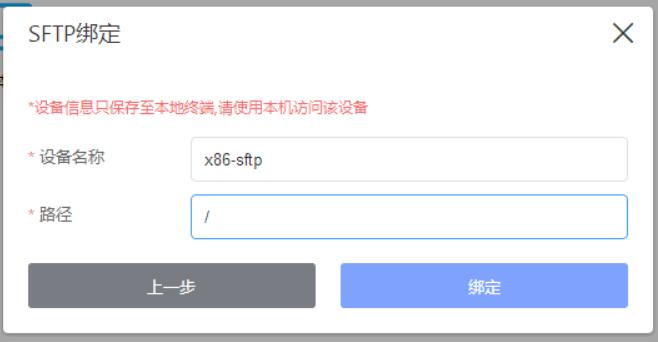 SFTP绑定
*设备信息只保存至本地终端,请使用本机访问该设备
* 设备名称
x86-sftp
* 路径
/
上一步
绑定